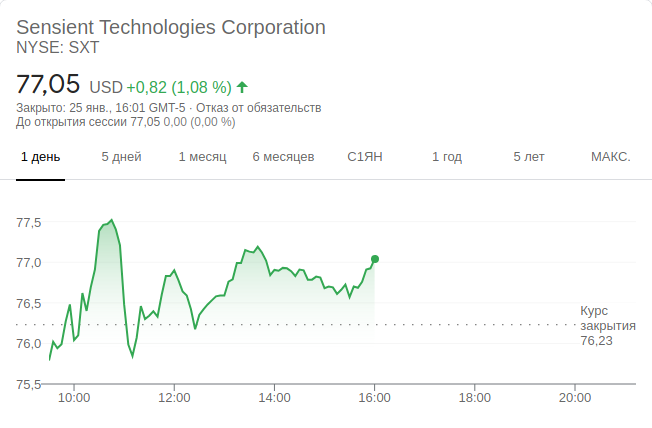 Sensient Technologies Corporation
NYSE: SXT
77,05 USD +0,82 (1,08 %)
Закрыто: 25 янв., 16:01 GMT-5 · Отказ от обязательств
До открытия сессии 77,05 0,00 (0,00 %)
1 день 5 дней 1 месяц 6 месяцев С1ЯН 1 год 5 лет МАКС.
77,5
77,0
76,5
Курс
закрытия
76,23
76,0
75,5
10:00 12:00 14:00 16:00 18:00 20:00